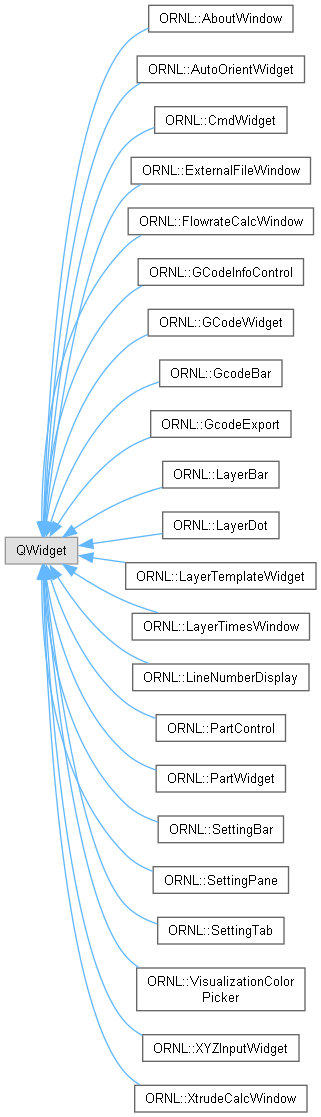 ORNL::AboutWindow
ORNL::AutoOrientWidget
ORNL::CmdWidget
ORNL::ExternalFileWindow
ORNL::FlowrateCalcWindow
ORNL::GCodeInfoControl
ORNL::GCodeWidget
ORNL::GcodeBar
ORNL::GcodeExport
ORNL::LayerBar
ORNL::LayerDot
QWidget
ORNL::LayerTemplateWidget
ORNL::LayerTimesWindow
ORNL::LineNumberDisplay
ORNL::PartControl
ORNL::PartWidget
ORNL::SettingBar
ORNL::SettingPane
ORNL::SettingTab
ORNL::VisualizationColor
Picker
ORNL::XYZInputWidget
ORNL::XtrudeCalcWindow